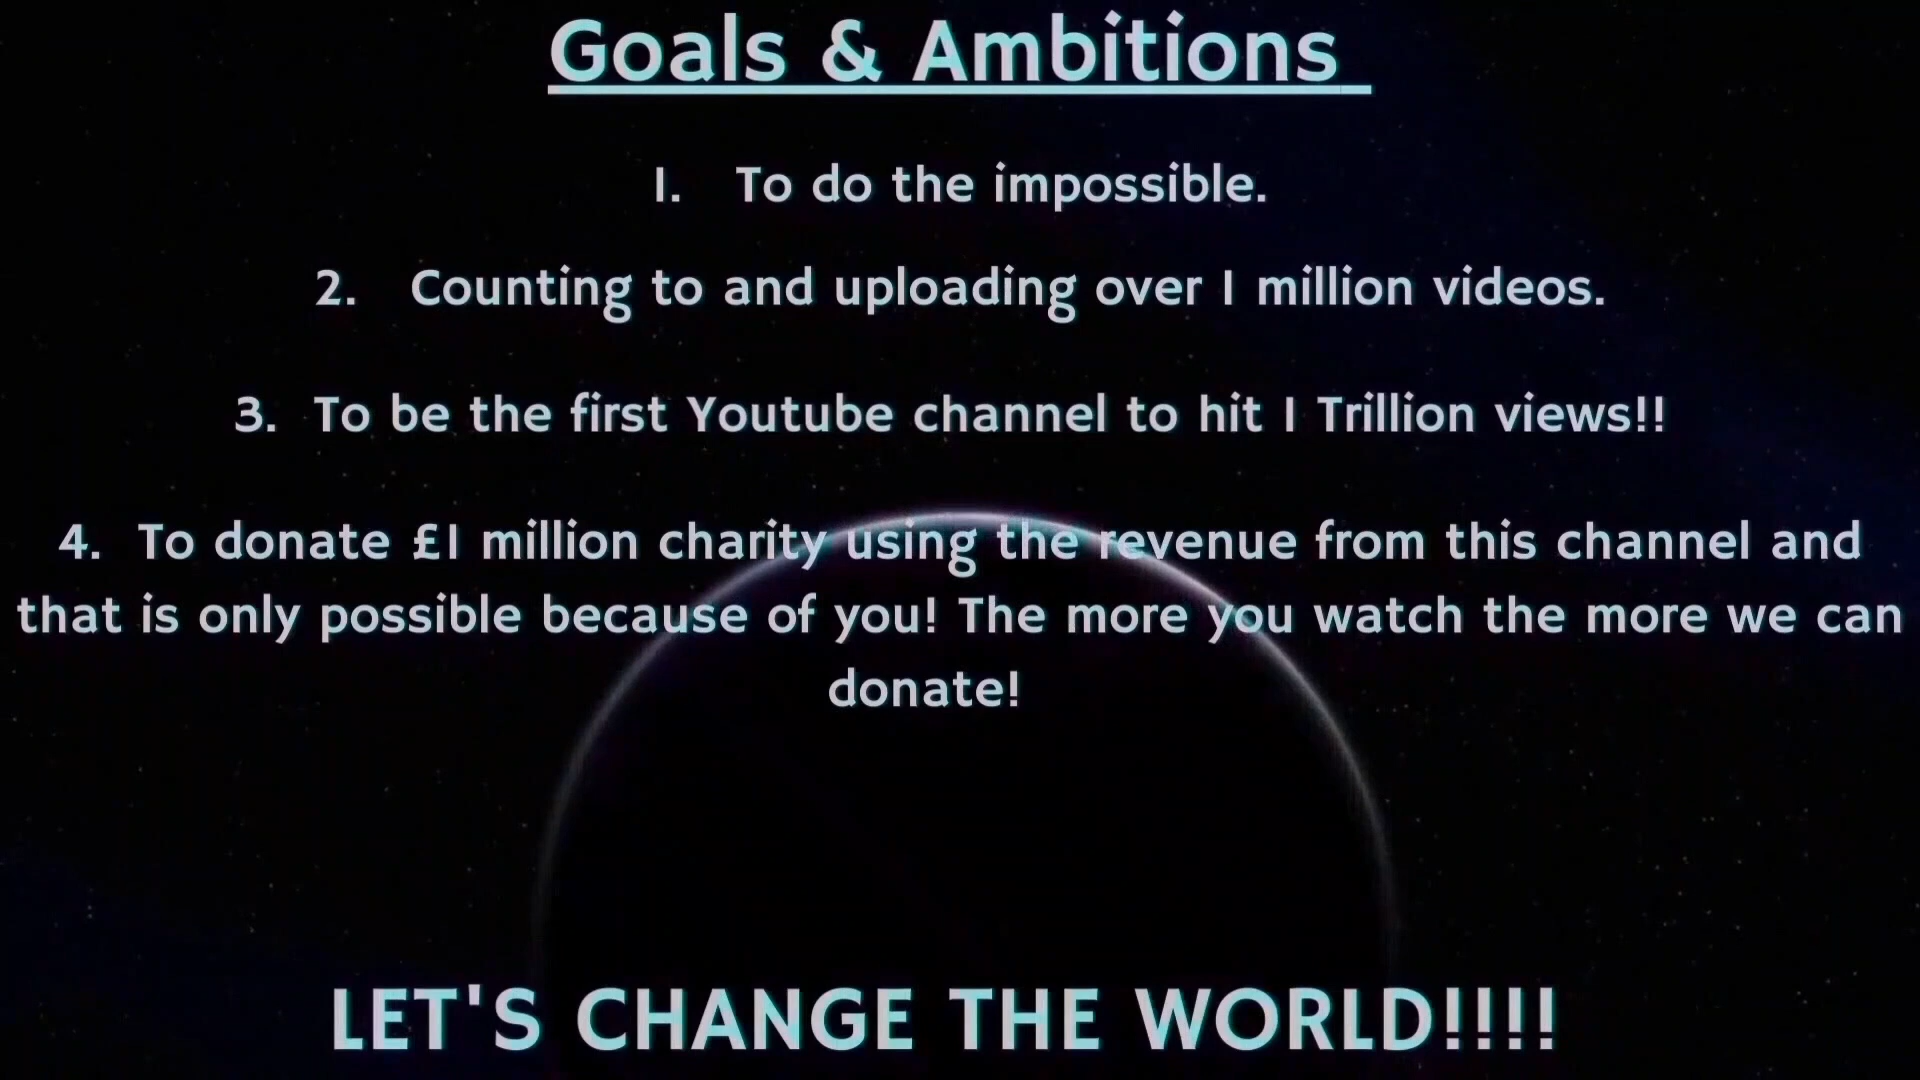 Goals & Ambitions
1. To do the impossible.
2. Counting to and uploading over 1 million videos.
3. To be the first Youtube channel to hit 1 Trillion views!!
4. To donate £1 million charity using the revenue from this channel and
that is only possible because of you! The more you watch the more we can
donate!
LET'S CHANGE THE WORLD!!!!